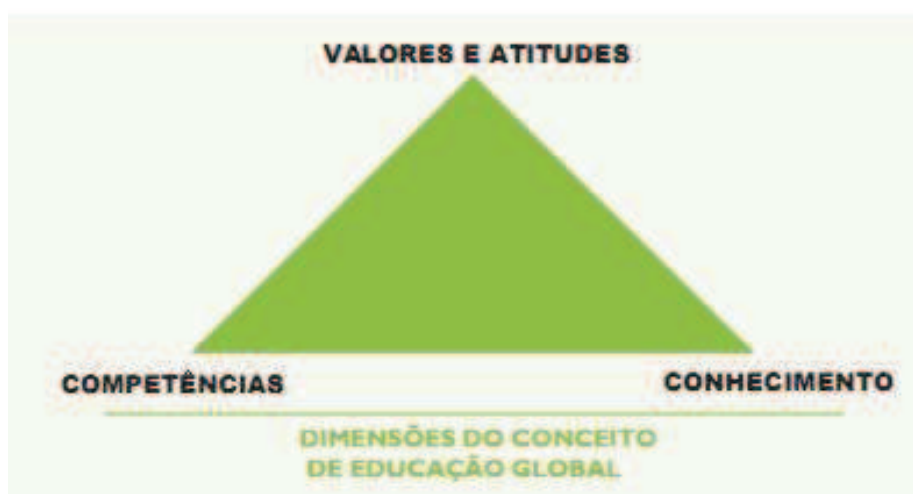 VALORES E ATITUDES
COMPETÊNCIAS
CONHECIMENTO
DIMENSÕES DO CONCEITO
DE EDUCAÇÃO GLOBAL